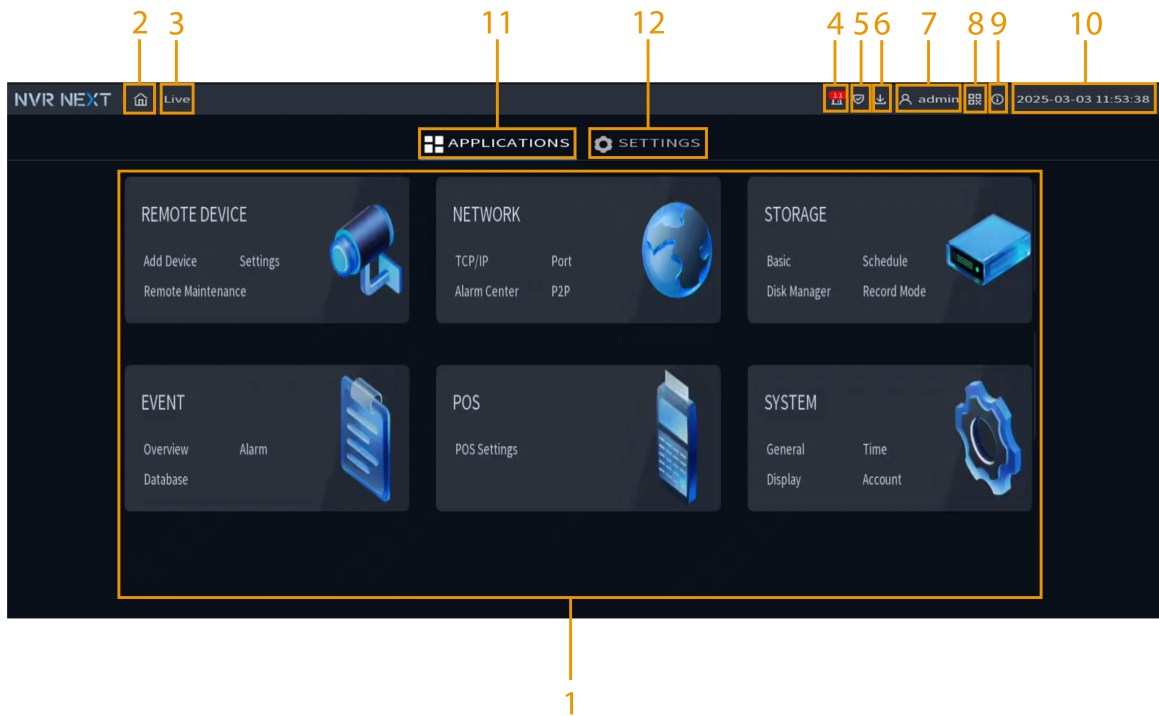 2 3 11 12 4 5 6 7 8 9 10
NVR NEXT Live 11 admin 2025-03-03 11:53:38
APPLICATIONS SETTINGS
REMOTE DEVICE
Add Device Settings
Remote Maintenance
NETWORK
TCP/IP Port
Alarm Center P2P
STORAGE
Basic Schedule
Disk Manager Record Mode
EVENT
Overview Alarm
Database
POS
POS Settings
SYSTEM
General Time
Display Account
1